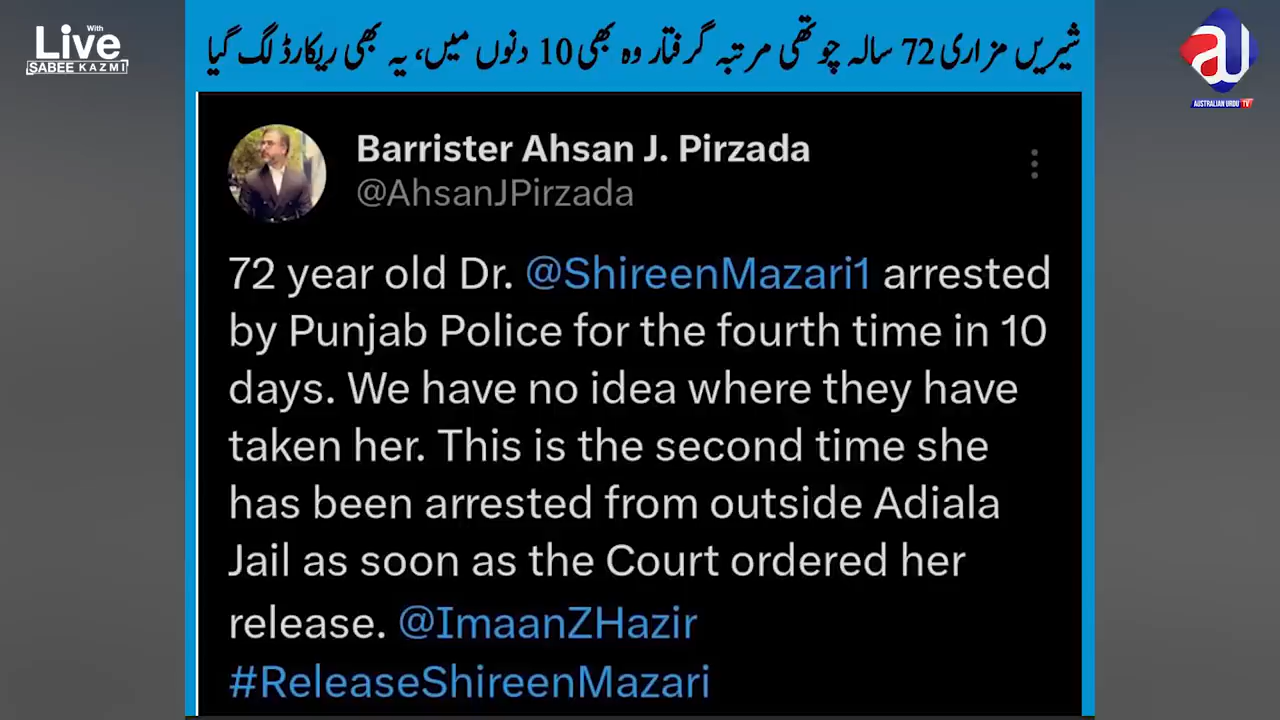 With
Live
SABEE KAZMI
شیریں مزاری 72 سالہ چوتھی مرتبہ گرفتار وہ بھی 10 دنوں میں، یہ بھی ریکارڈ لگ گیا
AUSTRALIAN URDU TV
Barrister Ahsan J. Pirzada
@AhsanJPirzada
72 year old Dr. @ShireenMazari1 arrested
by Punjab Police for the fourth time in 10
days. We have no idea where they have
taken her. This is the second time she
has been arrested from outside Adiala
Jail as soon as the Court ordered her
release. @ImaanZHazir
#ReleaseShireenMazari